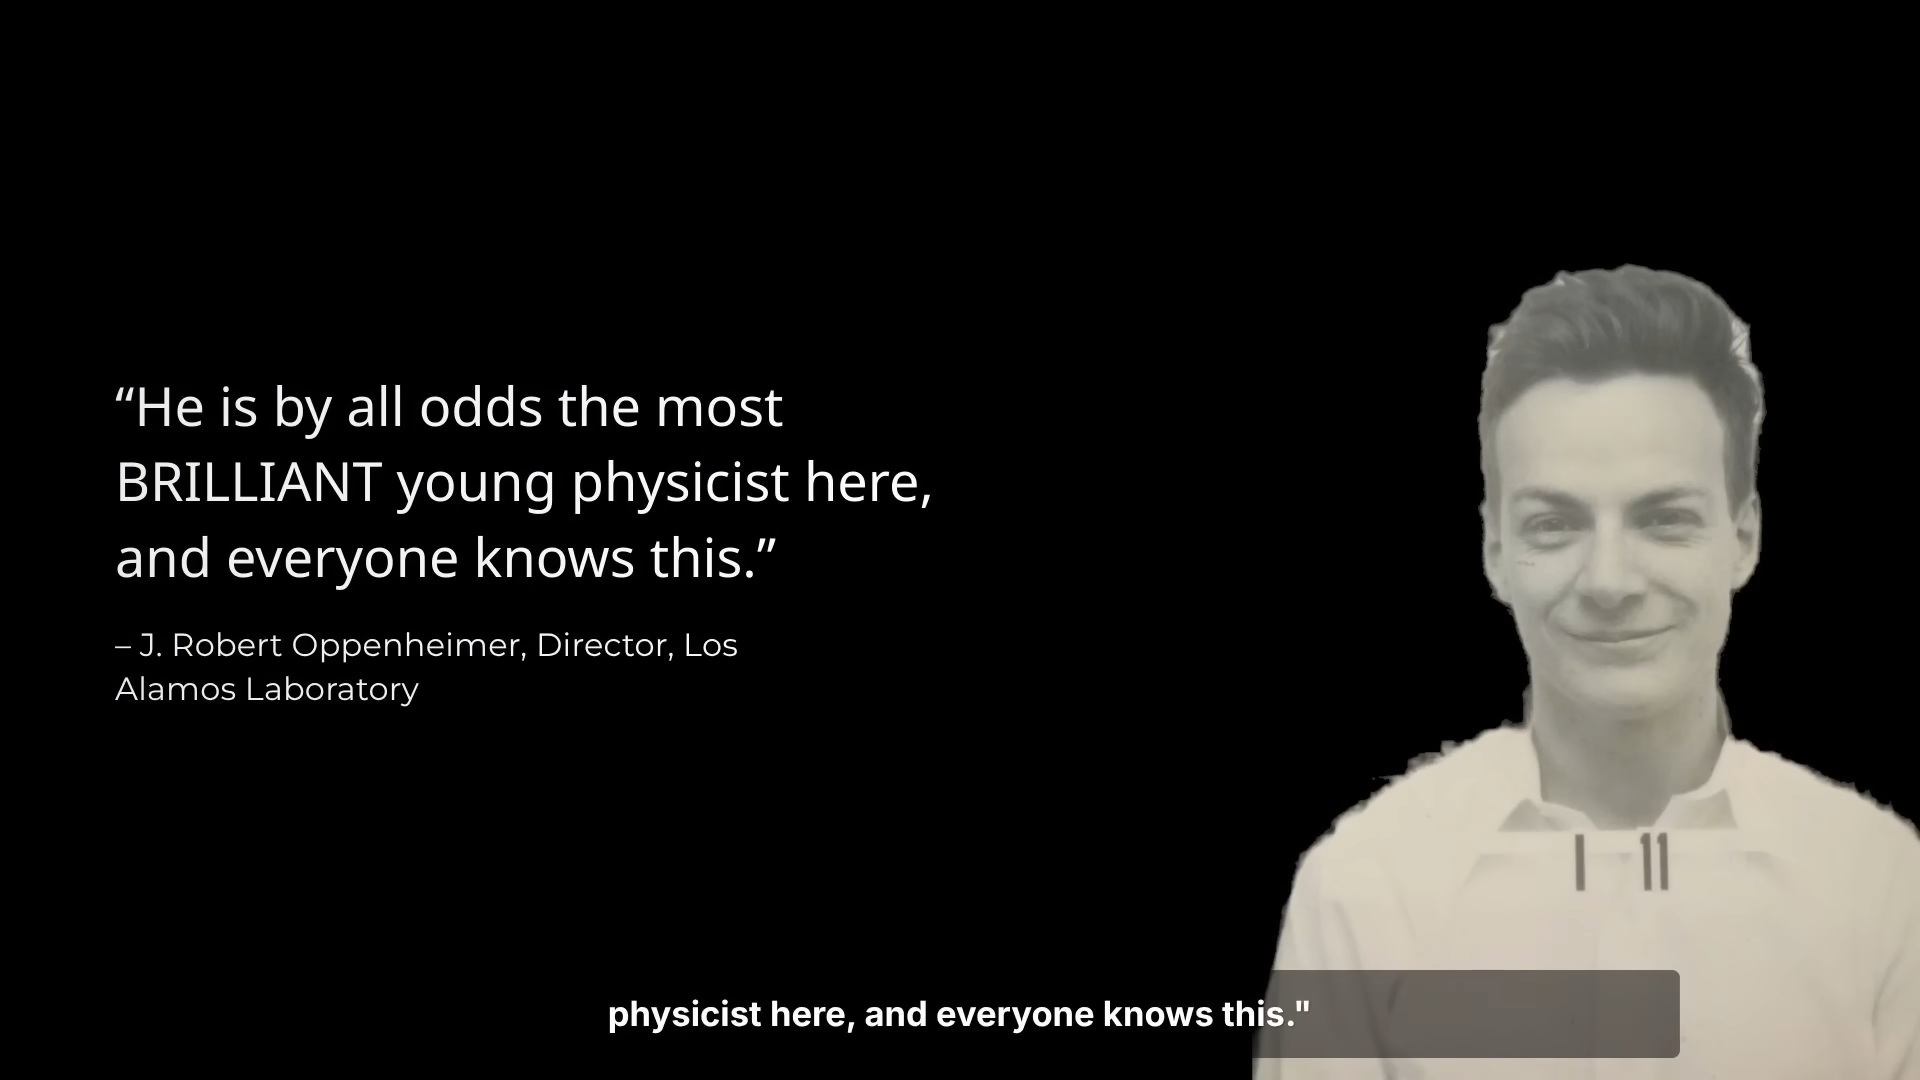 “He is by all odds the most
BRILLIANT young physicist here,
and everyone knows this.”
– J. Robert Oppenheimer, Director, Los
Alamos Laboratory
I 11
physicist here, and everyone knows this."